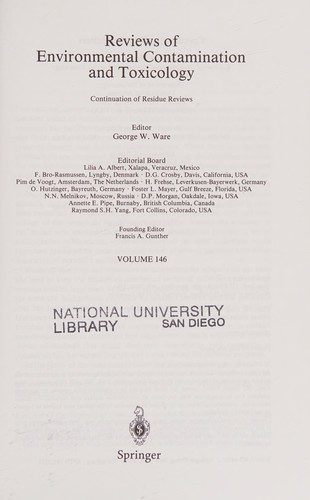 Reviews of
Environmental Contamination
and Toxicology
Continuation of Residue Reviews
Editor
George W. Ware
Editorial Board
Lilia A. Albert, Xalapa, Veracruz, Mexico
F. Bro-Rasmussen, Lyngby, Denmark · D.G. Crosby, Davis, California, USA
Pim de Voogt, Amsterdam, The Netherlands · H. Frehse, Leverkusen-Bayerwerk, Germany
O. Hutzinger, Bayreuth, Germany · Foster L. Mayer, Gulf Breeze, Florida, USA
N.N. Melnikov, Moscow, Russia · D.P. Morgan, Oakdale, Iowa, USA
Annette E. Pipe, Burnaby, British Columbia, Canada
Raymond S.H. Yang, Fort Collins, Colorado, USA
Founding Editor
Francis A. Gunther
VOLUME 146
NATIONAL UNIVERSITY
LIBRARY SAN DIEGO
Springer